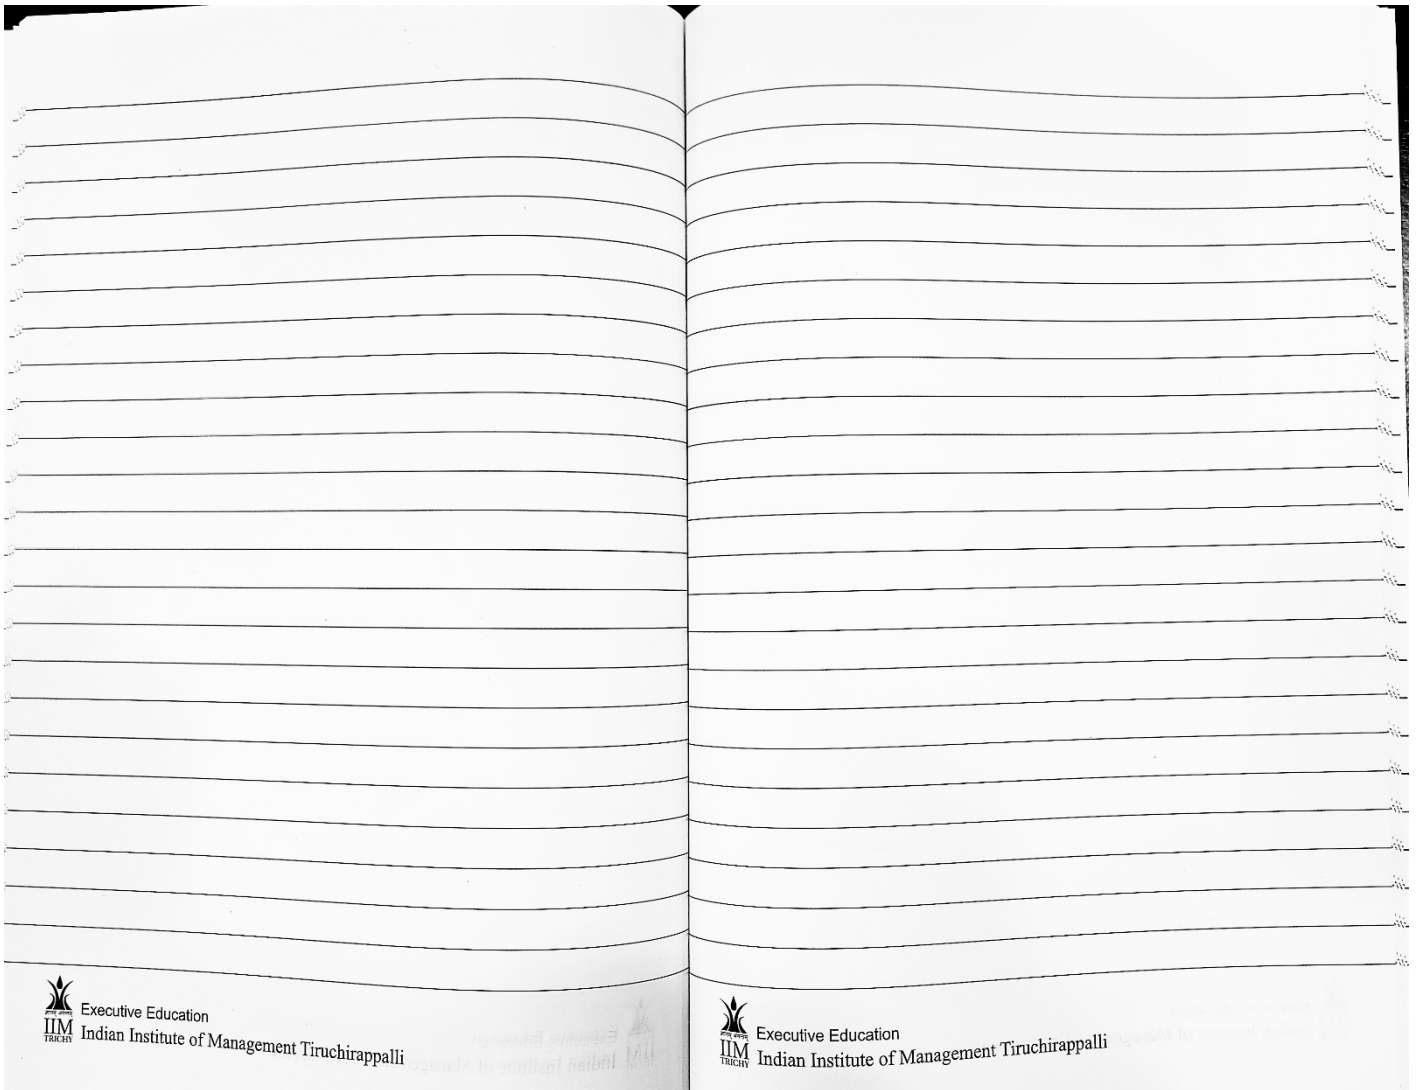 Executive Education
IIM
TRICHY
Indian Institute of Management Tiruchirappalli
Executive Education
IIM
TRICHY
Indian Institute of Management Tiruchirappalli